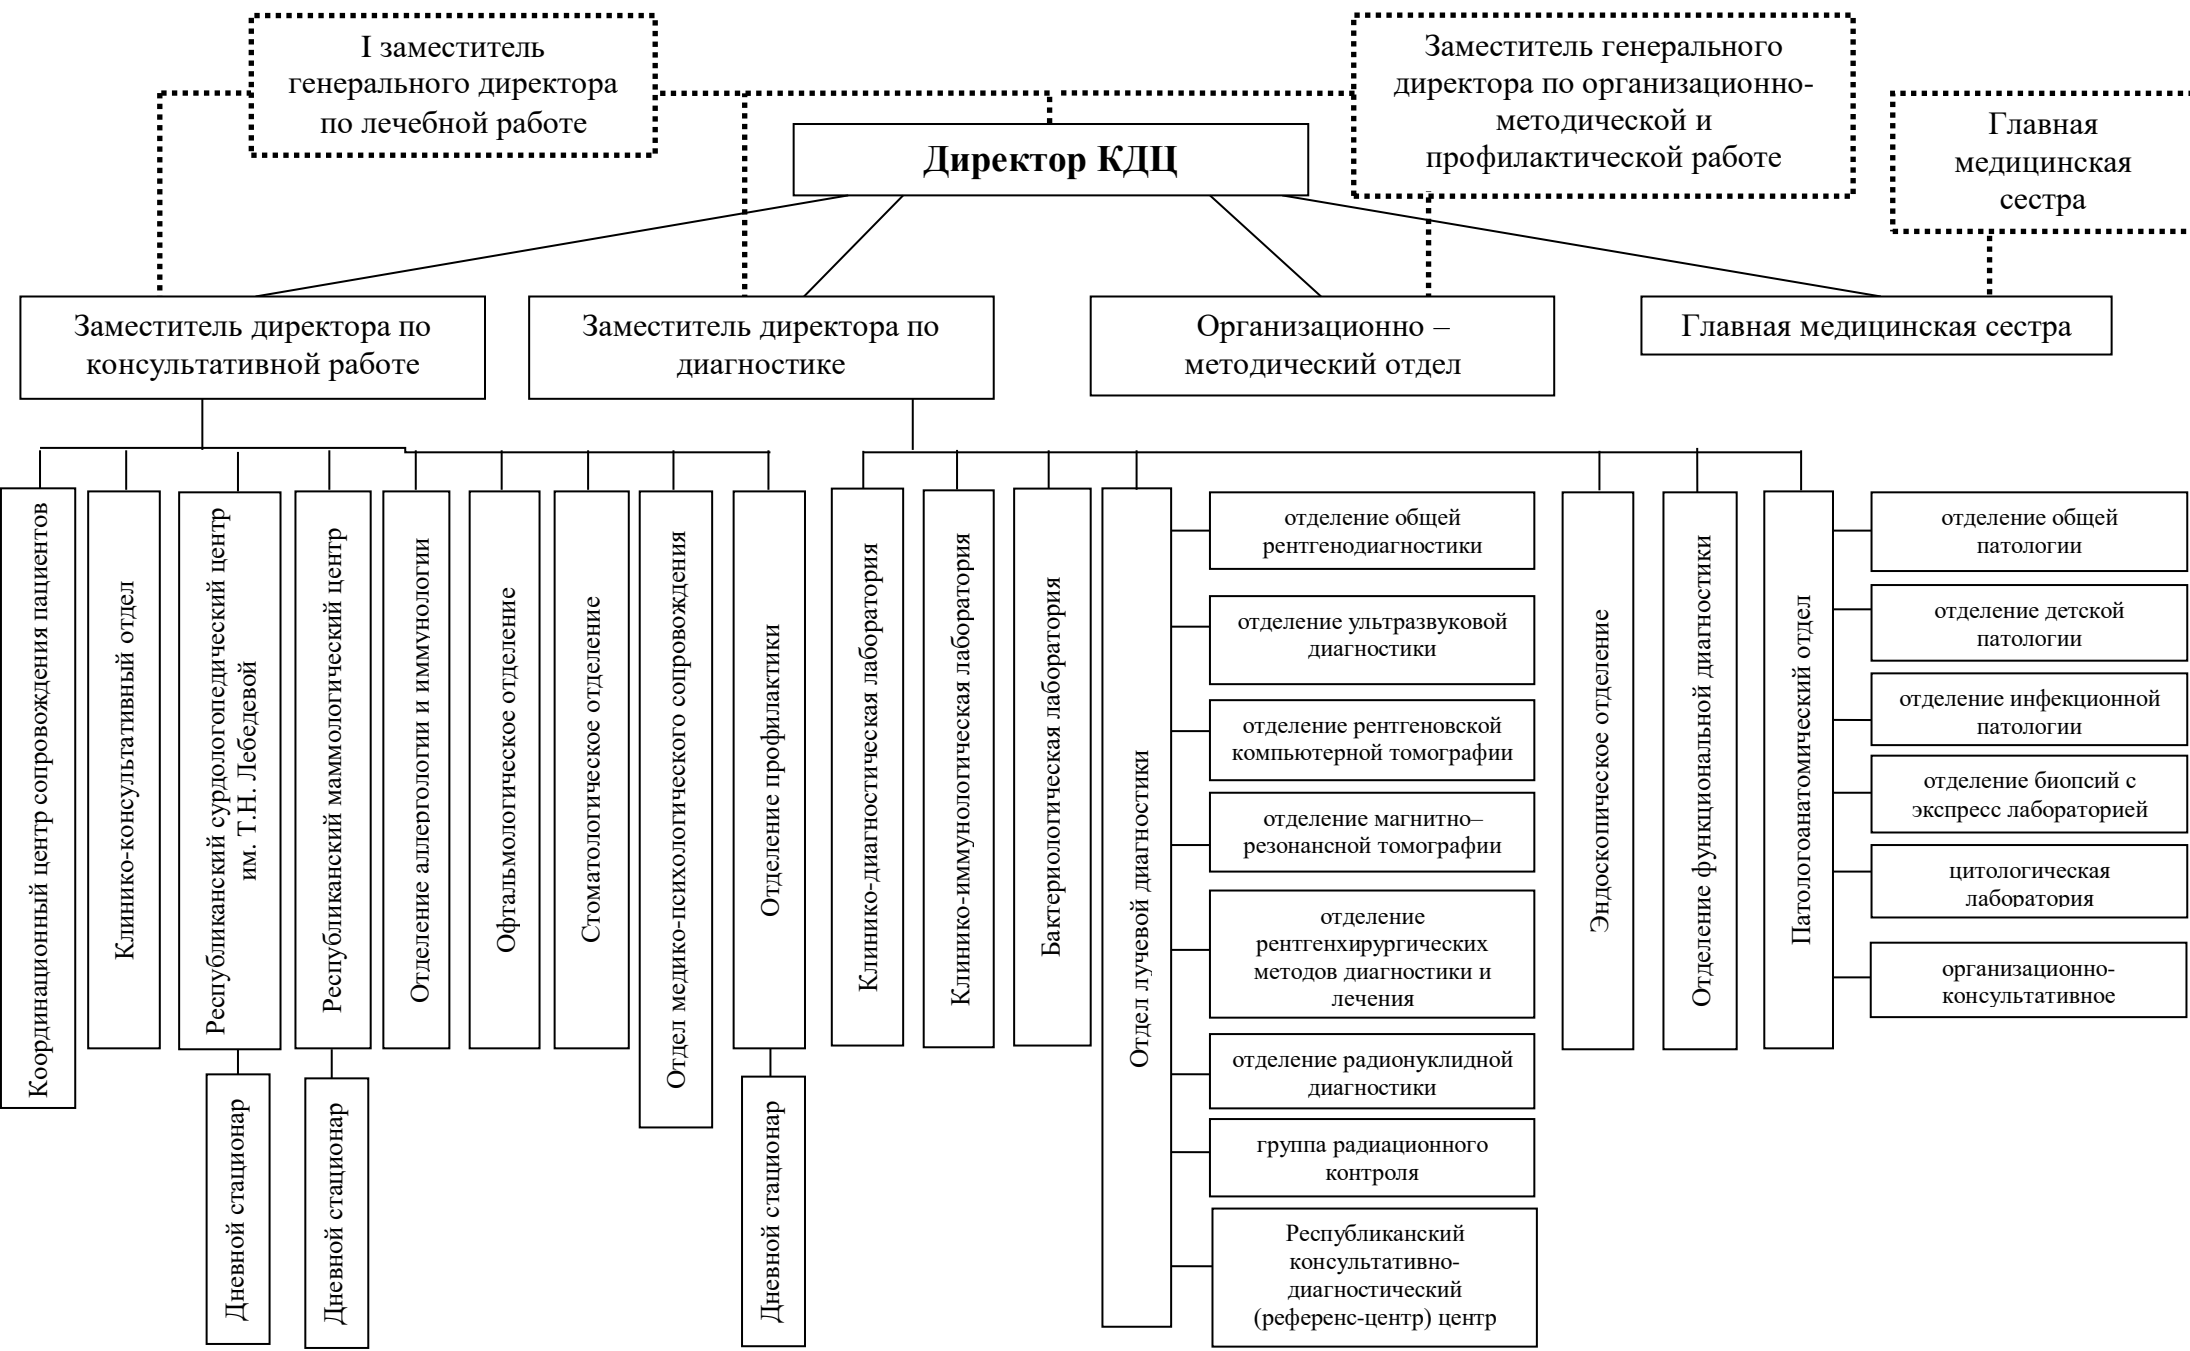 I заместитель
генерального директора
по лечебной работе
Заместитель генерального
директора по организационно-
методической и
профилактической работе
Главная
медицинская
сестра
Директор КДЦ
Заместитель директора по
консультативной работе
Заместитель директора по
диагностике
Организационно –
методический отдел
Главная медицинская сестра
Координационный центр сопровождения пациентов
Клинико-консультативный отдел
Республиканский сурдологопедический центр
им. Т.Н. Лебедевой
Республиканский маммологический центр
Отделение аллергологии и иммунологии
Офтальмологическое отделение
Стоматологическое отделение
Отдел медико-психологического сопровождения
Отделение профилактики
Дневной стационар
Дневной стационар
Дневной стационар
Клинико-диагностическая лаборатория
Клинико-иммунологическая лаборатория
Бактериологическая лаборатория
Отдел лучевой диагностики
отделение общей
рентгенодиагностики
отделение ультразвуковой
диагностики
отделение рентгеновской
компьютерной томографии
отделение магнитно–
резонансной томографии
отделение
рентгенхирургических
методов диагностики и
лечения
отделение радионуклидной
диагностики
группа радиационного
контроля
Республиканский
консультативно-
диагностический
(референс-центр) центр
Эндоскопическое отделение
Отделение функциональной диагностики
Патологоанатомический отдел
отделение общей
патологии
отделение детской
патологии
отделение инфекционной
патологии
отделение биопсий с
экспресс лабораторией
цитологическая
лаборатория
организационно-
консультативное